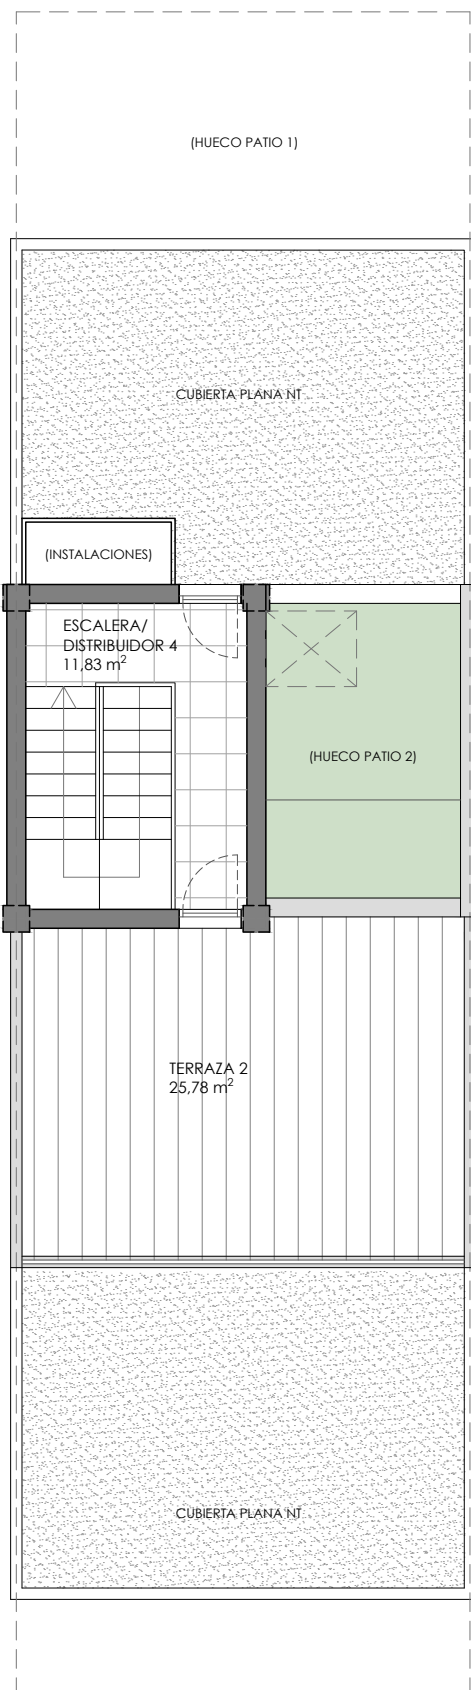 (HUECO PATIO 1)
CUBIERTA PLANA NT
(INSTALACIONES)
ESCALERA/
DISTRIBUIDOR 4
11,83 m²
(HUECO PATIO 2)
TERRAZA 2
25,78 m²
CUBIERTA PLANA NT